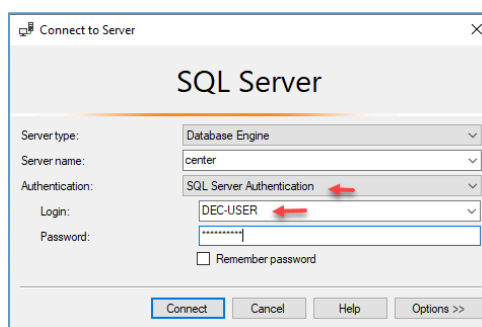 Connect to Server
SQL Server
Server type: Database Engine
Server name: center
Authentication: SQL Server Authentication
Login: DEC-USER
Password: **********
Remember password
Connect Cancel Help Options >>